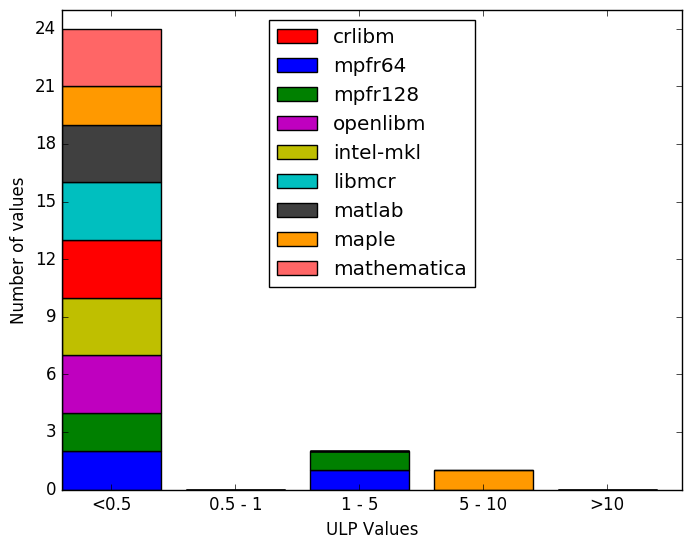 24
21
18
15
12
9
6
3
0
Number of values
crlibm
mpfr64
mpfr128
openlibm
intel-mkl
libmcr
matlab
maple
mathematica
<0.5
0.5 - 1
1 - 5
5 - 10
>10
ULP Values